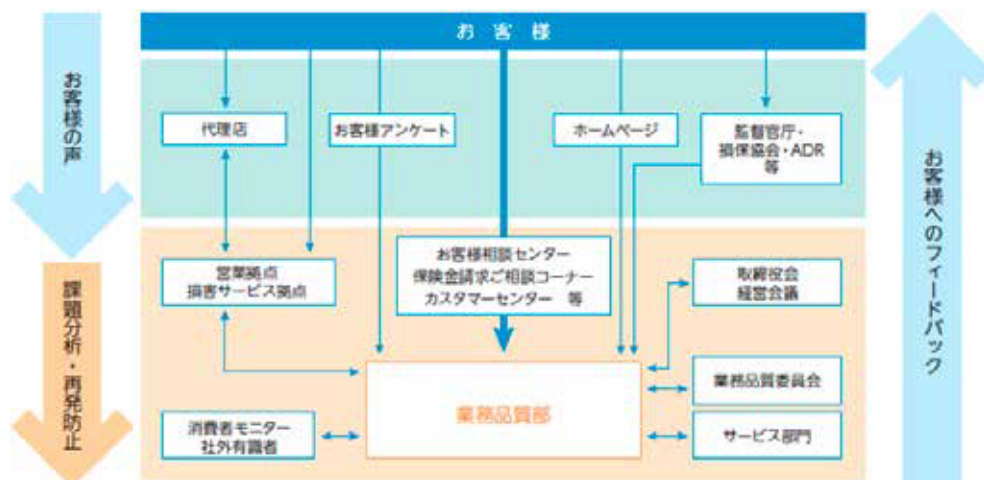 お客様
お客様の声
代理店
お客様アンケート
ホームページ
監督官庁・
損保協会・ADR
等
お客様へのフィードバック
課題分析・再発防止
営業拠点
損害サービス拠点
お客様相談センター
保険金請求ご相談コーナー
カスタマーセンター 等
取締役会
経営会議
業務品質部
業務品質委員会
消費者モニター
社外有識者
サービス部門